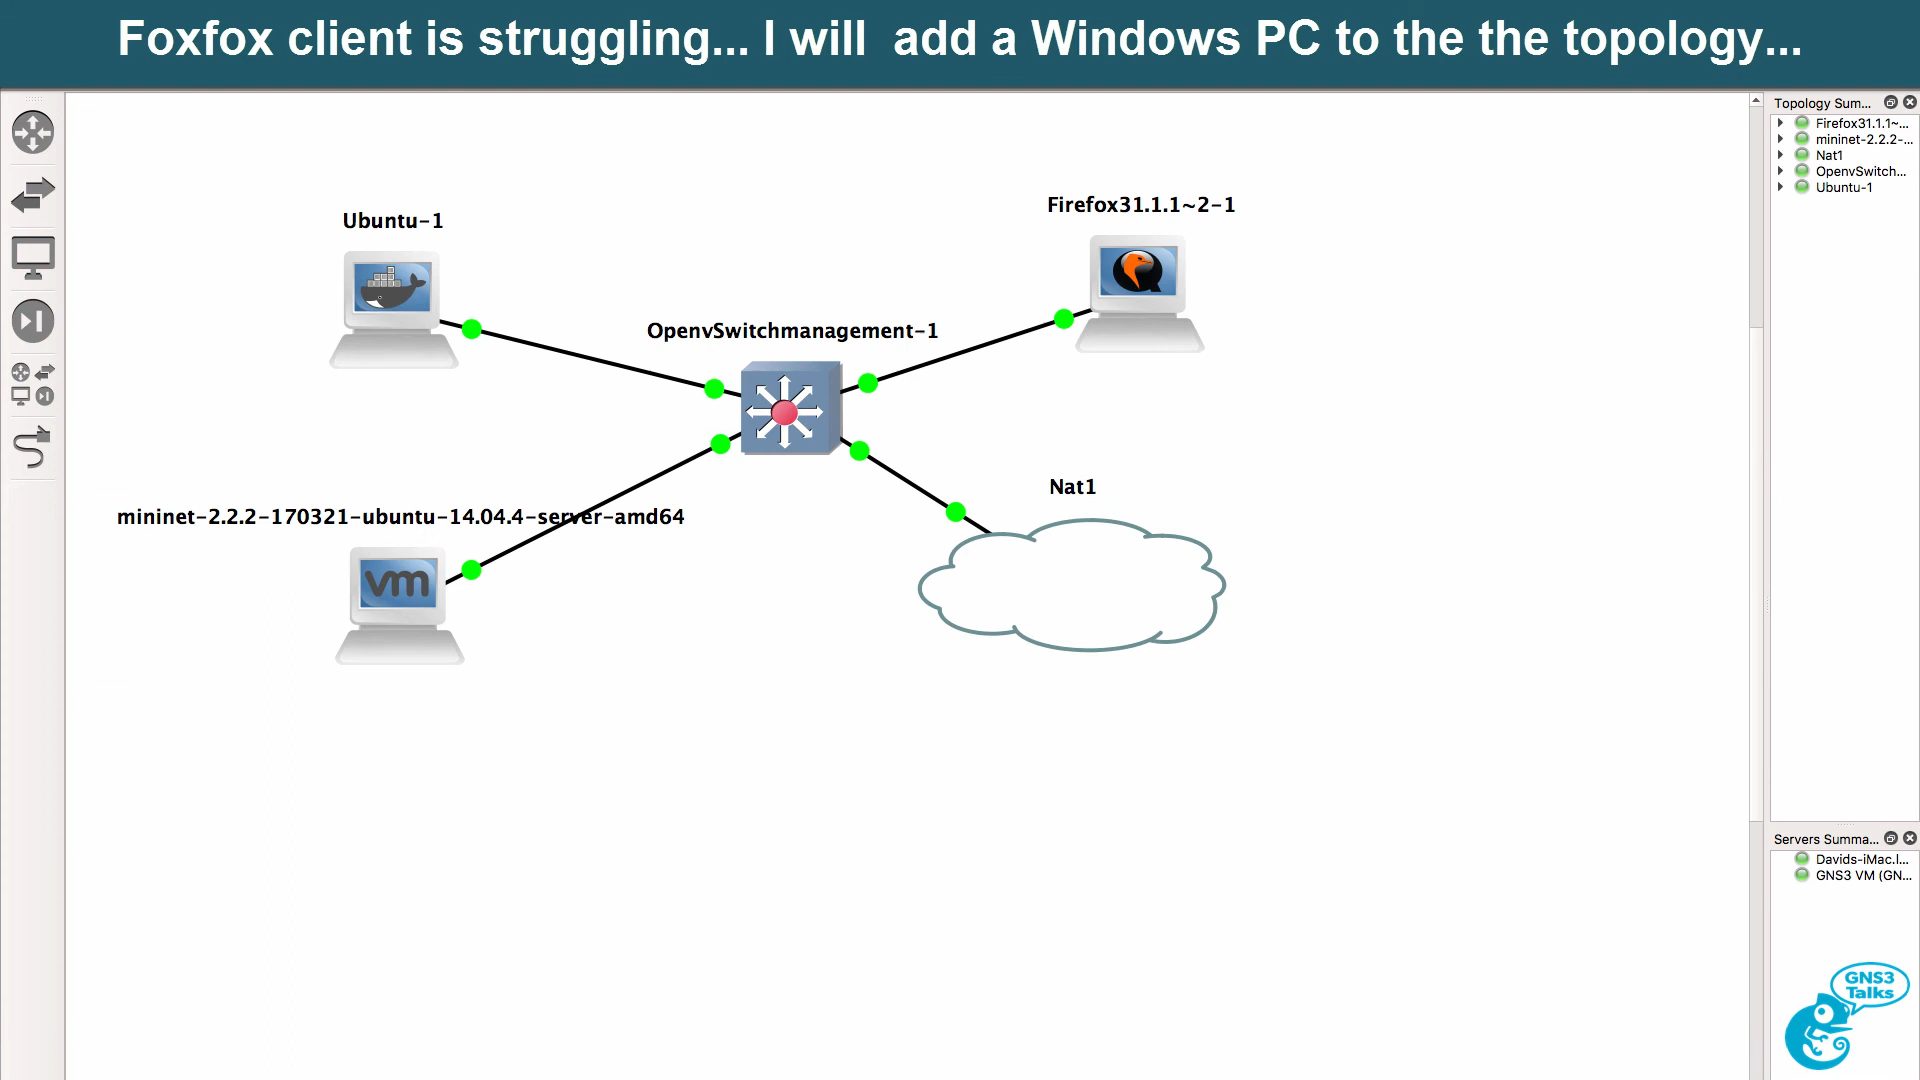 Foxfox client is struggling... I will  add a Windows PC to the the topology...
Topology Sum...
Firefox31.1.1~...
mininet-2.2.2-...
Nat1
OpenvSwitch...
Ubuntu-1
Ubuntu-1
Firefox31.1.1~2-1
OpenvSwitchmanagement-1
Nat1
mininet-2.2.2-170321-ubuntu-14.04.4-server-amd64
vm
Servers Summa...
Davids-iMac.l...
GNS3 VM (GN...
GNS3
Talks